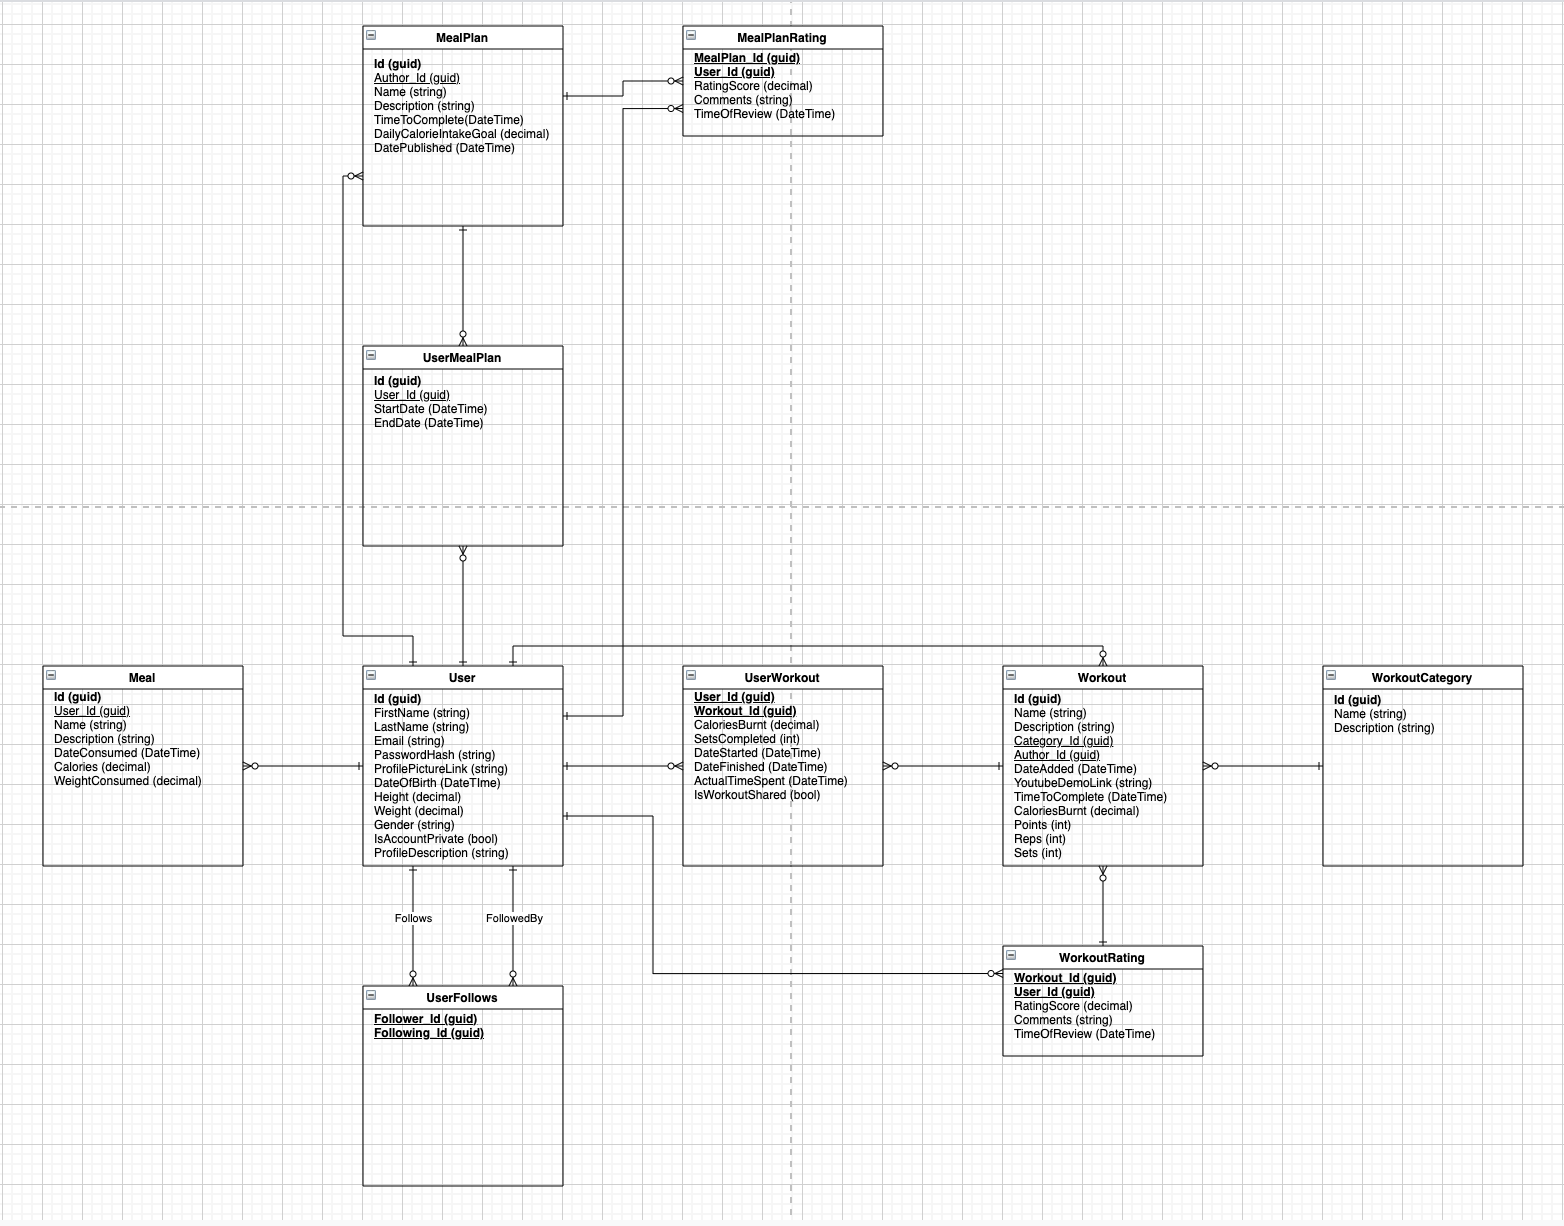 MealPlan
Id (guid)
Author_Id (guid)
Name (string)
Description (string)
TimeToComplete(DateTime)
DailyCalorieIntakeGoal (decimal)
DatePublished (DateTime)
MealPlanRating
MealPlan_Id (guid)
User_Id (guid)
RatingScore (decimal)
Comments (string)
TimeOfReview (DateTime)
UserMealPlan
Id (guid)
User_Id (guid)
StartDate (DateTime)
EndDate (DateTime)
Meal
Id (guid)
User_Id (guid)
Name (string)
Description (string)
DateConsumed (DateTime)
Calories (decimal)
WeightConsumed (decimal)
User
Id (guid)
FirstName (string)
LastName (string)
Email (string)
PasswordHash (string)
ProfilePictureLink (string)
DateOfBirth (DateTIme)
Height (decimal)
Weight (decimal)
Gender (string)
IsAccountPrivate (bool)
ProfileDescription (string)
UserWorkout
User_Id (guid)
Workout_Id (guid)
CaloriesBurnt (decimal)
SetsCompleted (int)
DateStarted (DateTime)
DateFinished (DateTime)
ActualTimeSpent (DateTime)
IsWorkoutShared (bool)
Workout
Id (guid)
Name (string)
Description (string)
Category_Id (guid)
Author_Id (guid)
DateAdded (DateTime)
YoutubeDemoLink (string)
TimeToComplete (DateTime)
CaloriesBurnt (decimal)
Points (int)
Reps (int)
Sets (int)
WorkoutCategory
Id (guid)
Name (string)
Description (string)
Follows
FollowedBy
UserFollows
Follower_Id (guid)
Following_Id (guid)
WorkoutRating
Workout_Id (guid)
User_Id (guid)
RatingScore (decimal)
Comments (string)
TimeOfReview (DateTime)